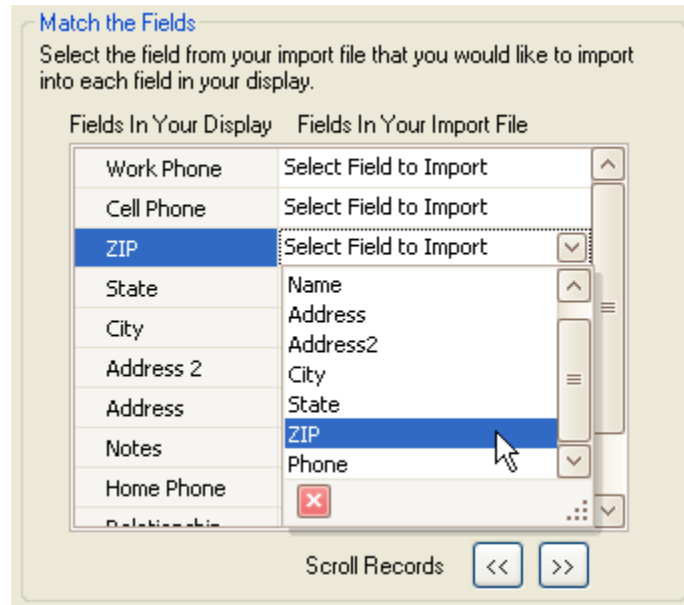 Match the Fields
Select the field from your import file that you would like to import
into each field in your display.
Fields In Your Display Fields In Your Import File
Work Phone Select Field to Import
Cell Phone Select Field to Import
ZIP Select Field to Import
State
City
Address 2
Address
Notes
Home Phone
Name
Address
Address2
City
State
ZIP
Phone
Scroll Records << >>